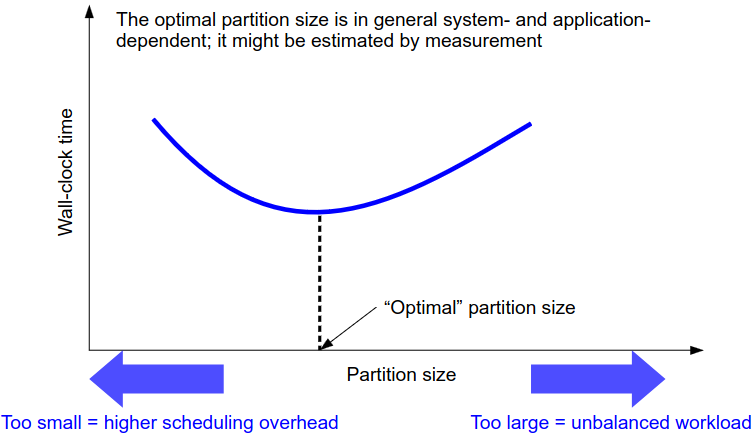 The optimal partition size is in general system- and application-
dependent; it might be estimated by measurement
Wall-clock time
“Optimal” partition size
Partition size
Too small = higher scheduling overhead
Too large = unbalanced workload